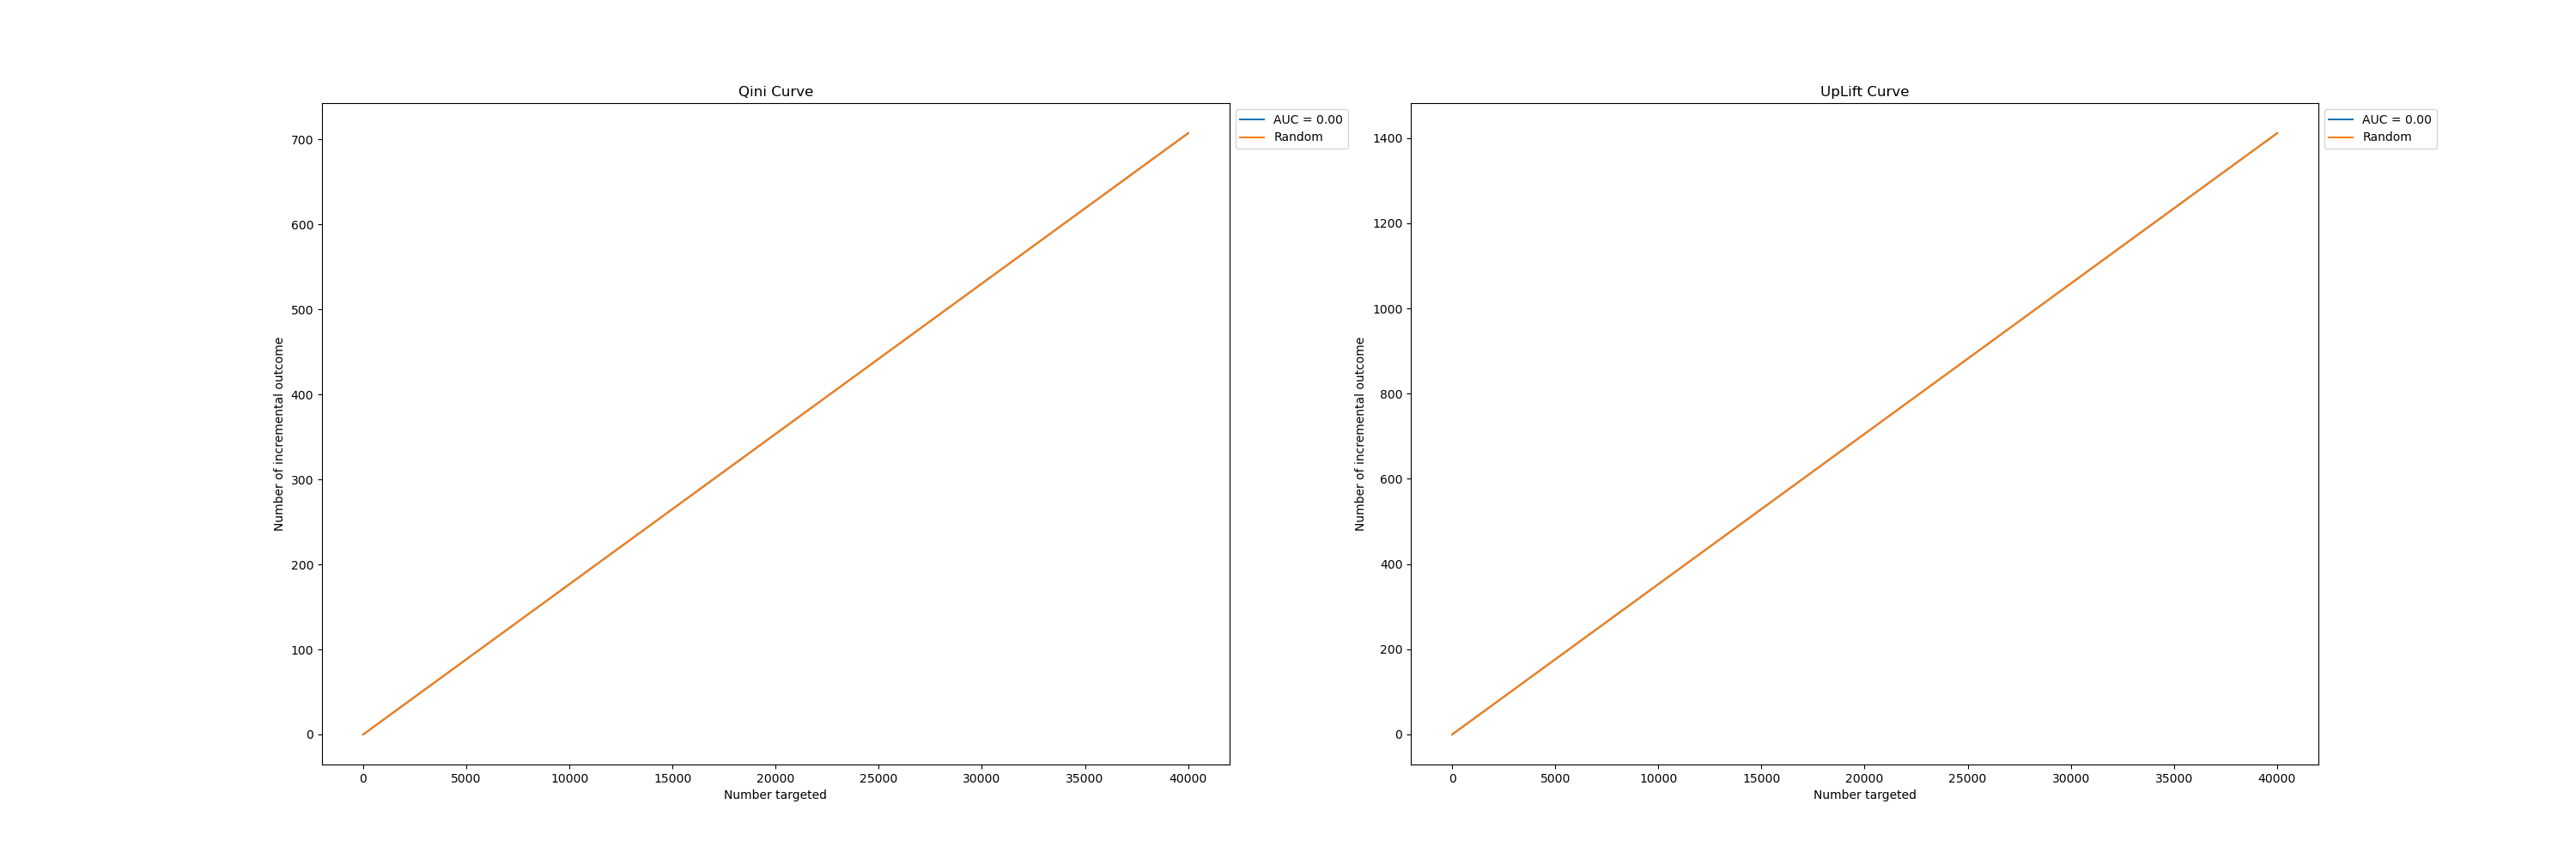 Qini Curve
AUC = 0.00
Random
700
600
500
400
300
200
100
0
Number of incremental outcome
0 5000 10000 15000 20000 25000 30000 35000 40000
Number targeted
UpLift Curve
AUC = 0.00
Random
1400
1200
1000
800
600
400
200
0
Number of incremental outcome
0 5000 10000 15000 20000 25000 30000 35000 40000
Number targeted